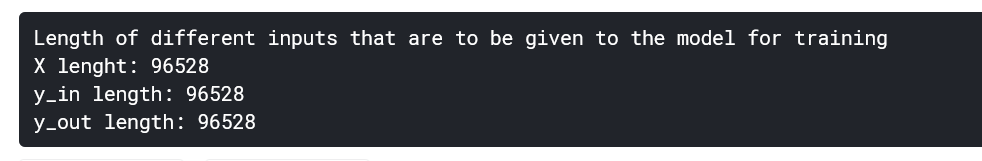 Length of different inputs that are to be given to the model for training
X lenght: 96528
y_in length: 96528
y_out length: 96528